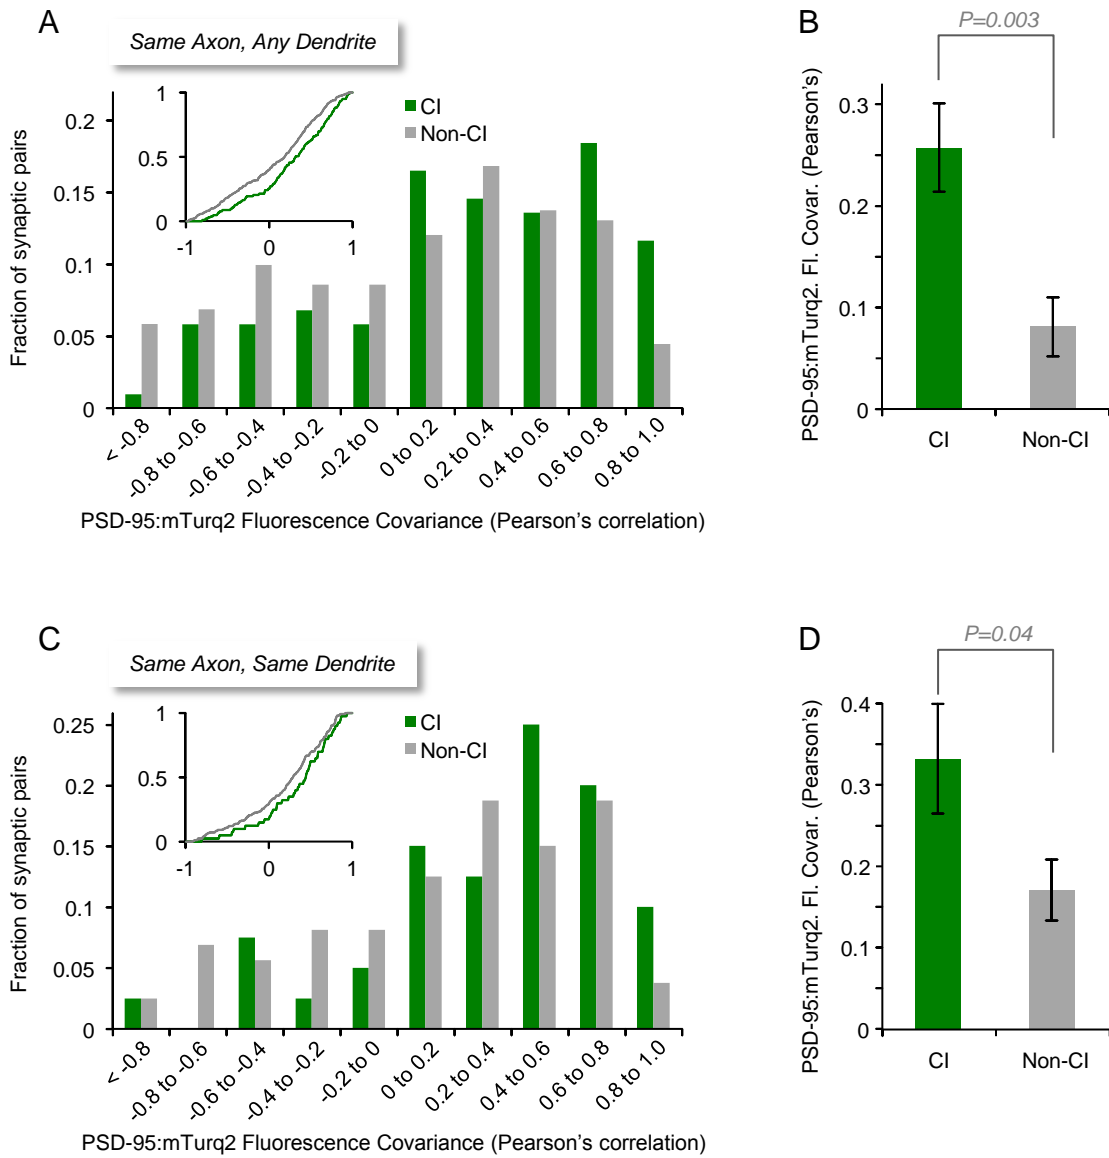 A
Same Axon, Any Dendrite
CI
Non-CI
Fraction of synaptic pairs
0.2
0.15
0.1
0.05
0
1
0.5
0
-1
0
1
< -0.8
-0.8 to -0.6
-0.6 to -0.4
-0.4 to -0.2
-0.2 to 0
0 to 0.2
0.2 to 0.4
0.4 to 0.6
0.6 to 0.8
0.8 to 1.0
PSD-95:mTurq2 Fluorescence Covariance (Pearson's correlation)
B
P=0.003
PSD-95:mTurq2. Fl. Covar. (Pearson's)
0.3
0.2
0.1
0
CI
Non-CI
C
Same Axon, Same Dendrite
CI
Non-CI
Fraction of synaptic pairs
0.25
0.2
0.15
0.1
0.05
0
1
0.5
0
-1
0
1
< -0.8
-0.8 to -0.6
-0.6 to -0.4
-0.4 to -0.2
-0.2 to 0
0 to 0.2
0.2 to 0.4
0.4 to 0.6
0.6 to 0.8
0.8 to 1.0
PSD-95:mTurq2 Fluorescence Covariance (Pearson's correlation)
D
P=0.04
PSD-95:mTurq2. Fl. Covar. (Pearson's)
0.4
0.3
0.2
0.1
0
CI
Non-CI